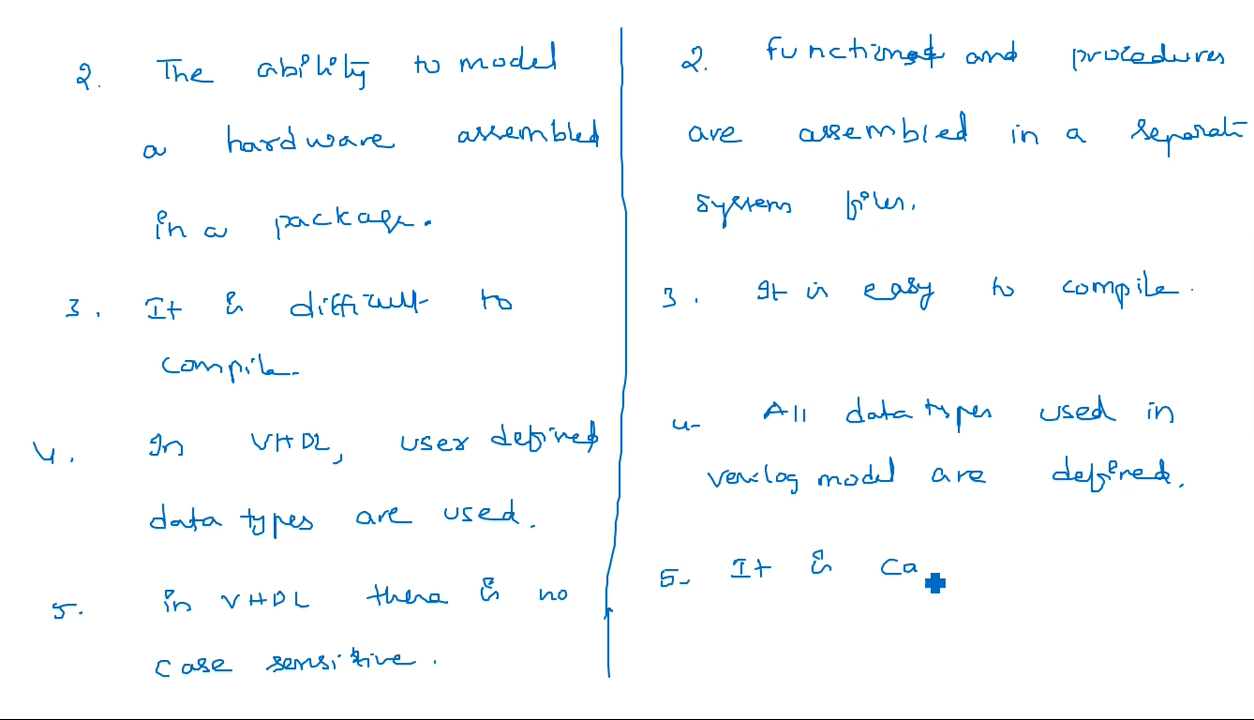 2. The ability to model
a hardware assembled
in a package.
3. It is difficult to
compile.
4. In VHDL, user defined
data types are used.
5. in VHDL there is no
case sensitive.
2. functions and procedures
are assembled in a separate
system files.
3. It is easy to compile.
4. All data types used in
verilog model are defined.
5. It is ca